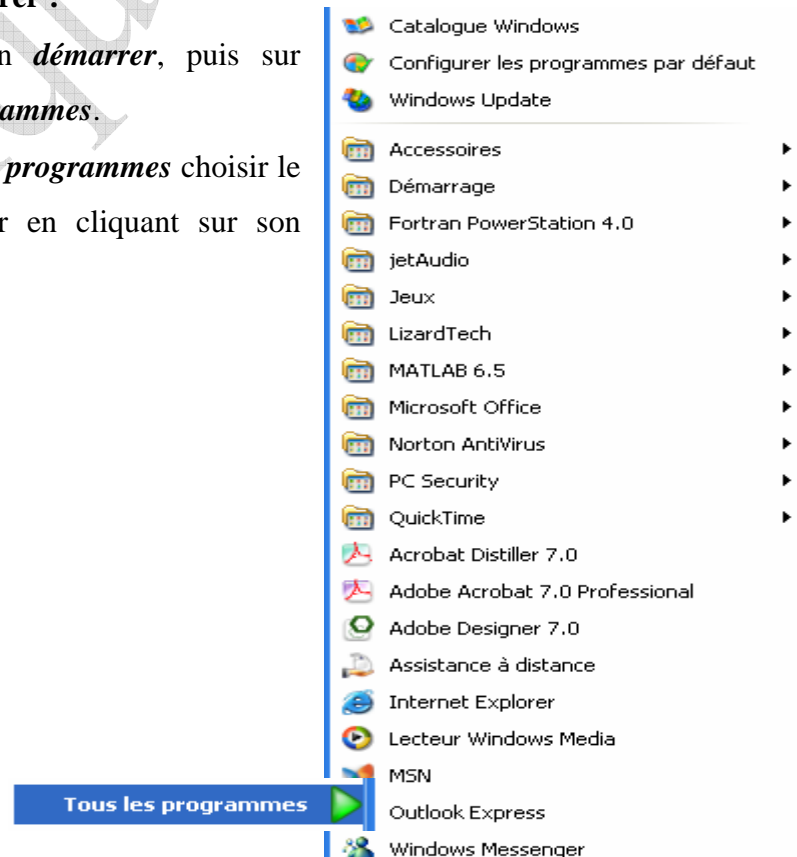 rer :
n démarrer, puis sur
rammes.
programmes choisir le
r en cliquant sur son
Catalogue Windows
Configurer les programmes par défaut
Windows Update
Accessoires
Démarrage
Fortran PowerStation 4.0
jetAudio
Jeux
LizardTech
MATLAB 6.5
Microsoft Office
Norton AntiVirus
PC Security
QuickTime
Acrobat Distiller 7.0
Adobe Acrobat 7.0 Professional
Adobe Designer 7.0
Assistance à distance
Internet Explorer
Lecteur Windows Media
MSN
Tous les programmes
Outlook Express
Windows Messenger